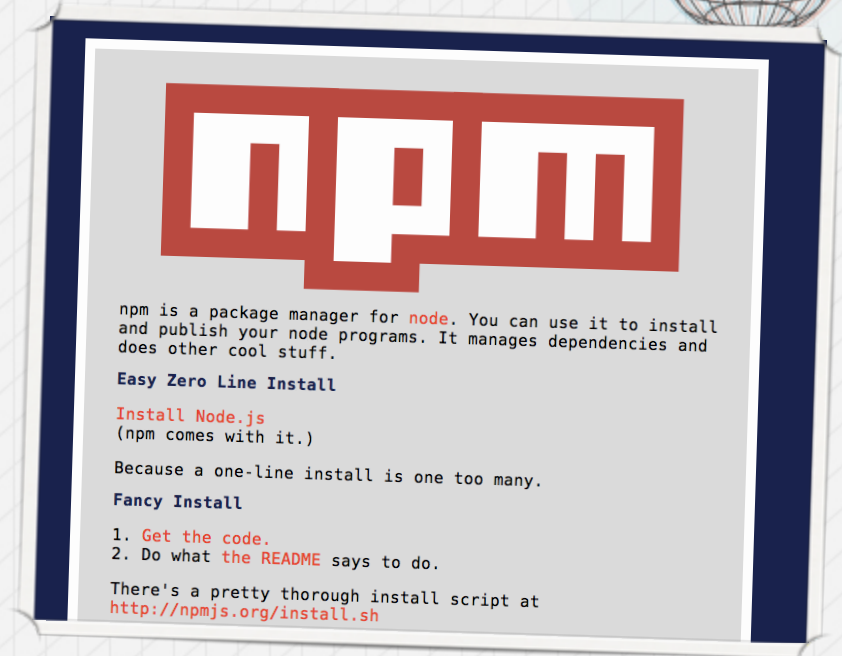 npm
npm is a package manager for node. You can use it to install
and publish your node programs. It manages dependencies and
does other cool stuff.
Easy Zero Line Install
Install Node.js
(npm comes with it.)
Because a one-line install is one too many.
Fancy Install
1. Get the code.
2. Do what the README says to do.
There's a pretty thorough install script at
http://npmjs.org/install.sh